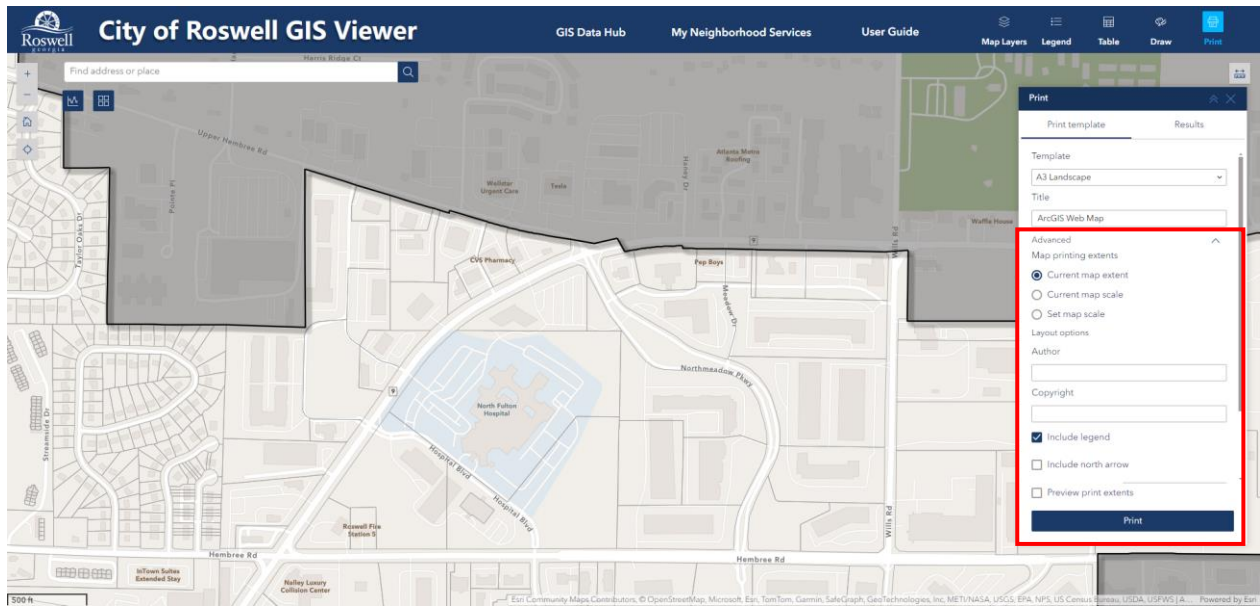 Roswell
georgia
City of Roswell GIS Viewer
GIS Data Hub
My Neighborhood Services
User Guide
Map Layers
Legend
Table
Draw
Print
Find address or place
Harris Ridge Ct
Upper Hembree Rd
Pointe Pl
Taylor Oaks Dr
Wellstar
Urgent Care
Tesla
Maxey Dr
Atlanta Metro
Roofing
Waffle House
Wills Rd
9
CVS Pharmacy
Pep Boys
Meadow Dr
Northmeadow Pkwy
9
North Fulton
Hospital
Hospital Blvd
Hospital Blvd
Streamside Dr
Roswell Fire
Station 5
Wills Rd
Hembree Rd
Hembree Rd
InTown Suites
Extended Stay
Nalley Luxury
Collision Center
500 ft
Print
Print template
Results
Template
A3 Landscape
Title
ArcGIS Web Map
Advanced
Map printing extents
Current map extent
Current map scale
Set map scale
Layout options
Author
Copyright
Include legend
Include north arrow
Preview print extents
Print
Esri Community Maps Contributors, © OpenStreetMap, Microsoft, Esri, TomTom, Garmin, SafeGraph, GeoTechnologies, Inc, METI/NASA, USGS, EPA, NPS, US Census Bureau, USDA, USFWS | A... Powered by